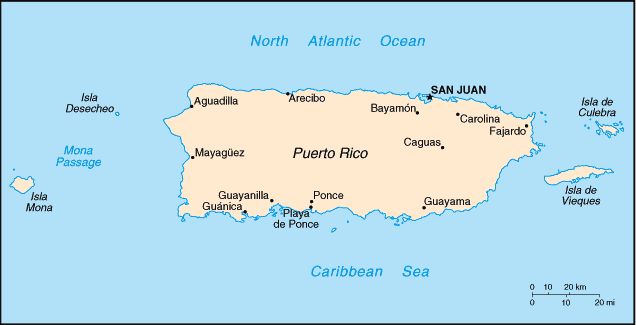 North Atlantic Ocean
SAN JUAN
Isla
Desecheo
Aguadilla
Arecibo
Bayamón
Carolina
Isla de
Culebra
Fajardo
Mona
Passage
Mayagüez
Puerto Rico
Caguas
Isla
Mona
Guayanilla
Guánica
Ponce
Playa
de Ponce
Guayama
Isla de
Vieques
Caribbean Sea
0 10 20 km
0 10 20 mi